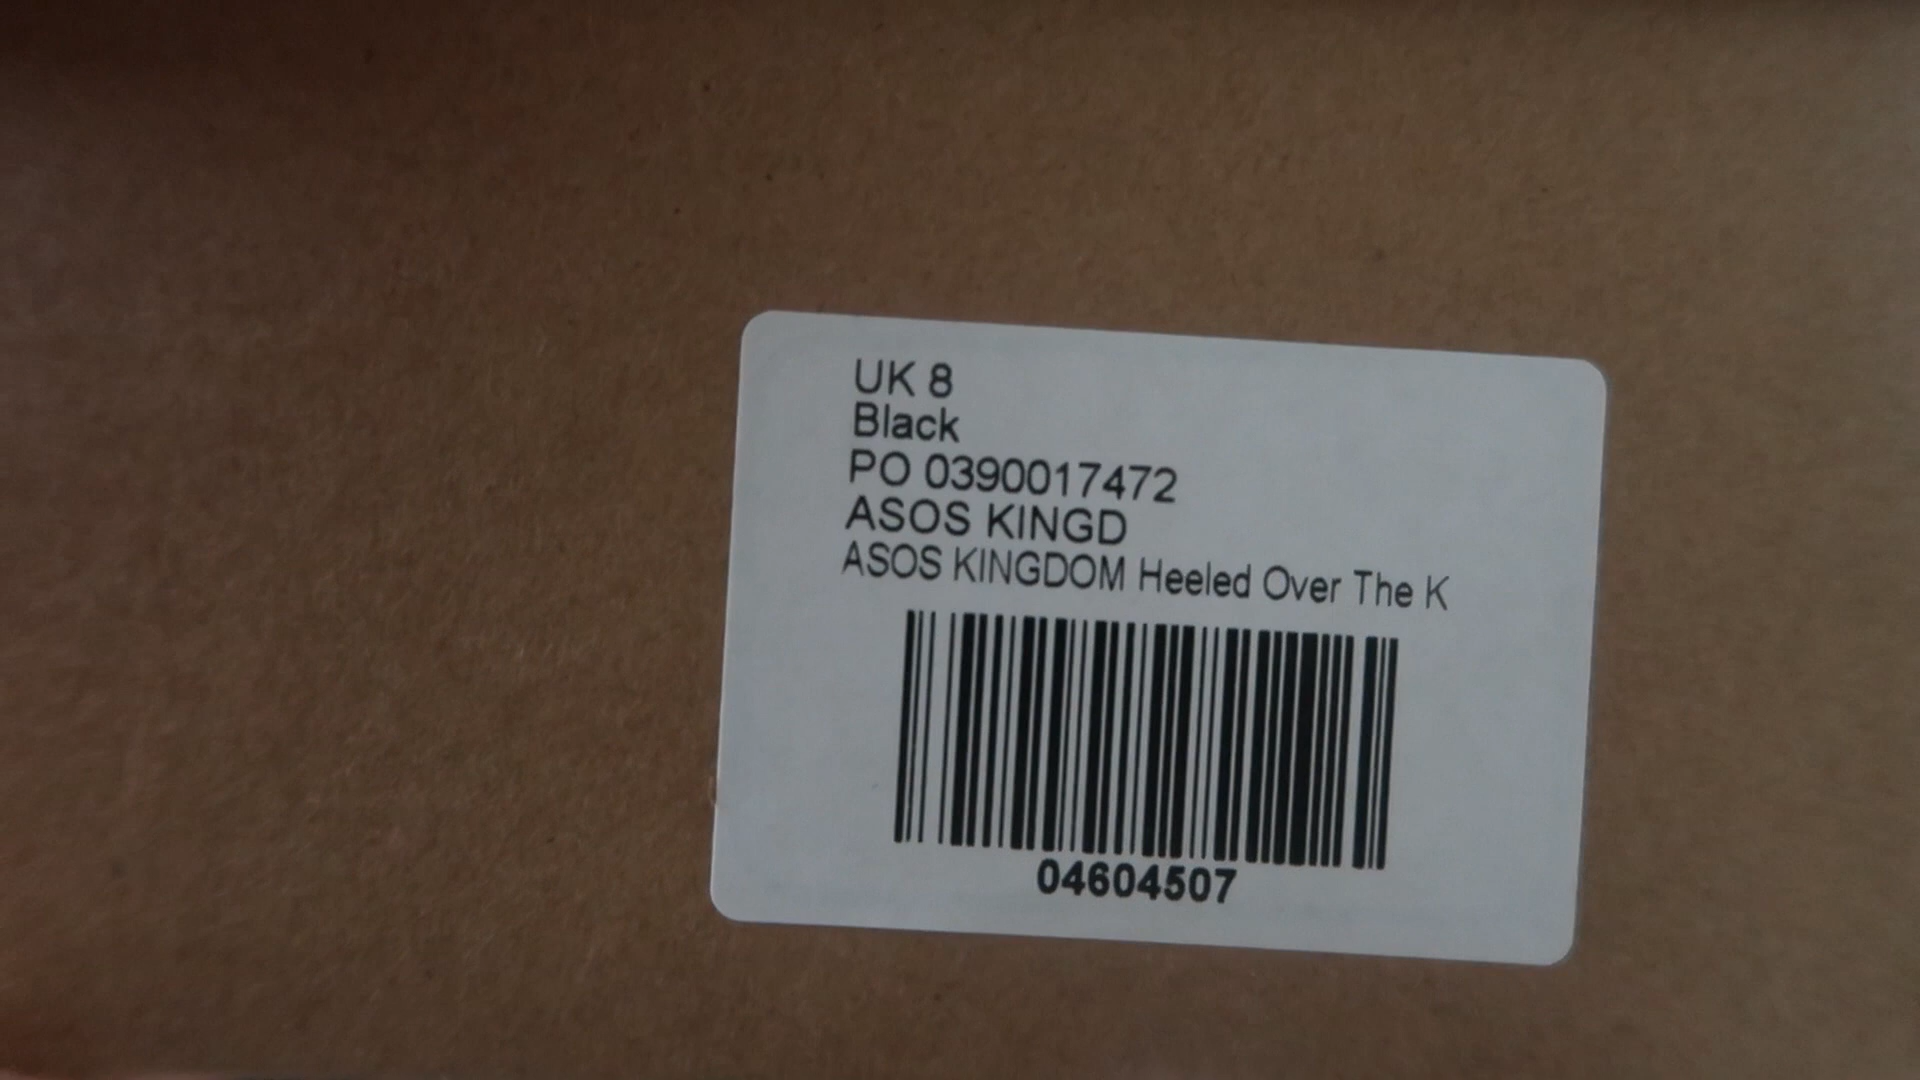 UK 8
Black
PO 0390017472
ASOS KINGD
ASOS KINGDOM Heeled Over The K
04604507